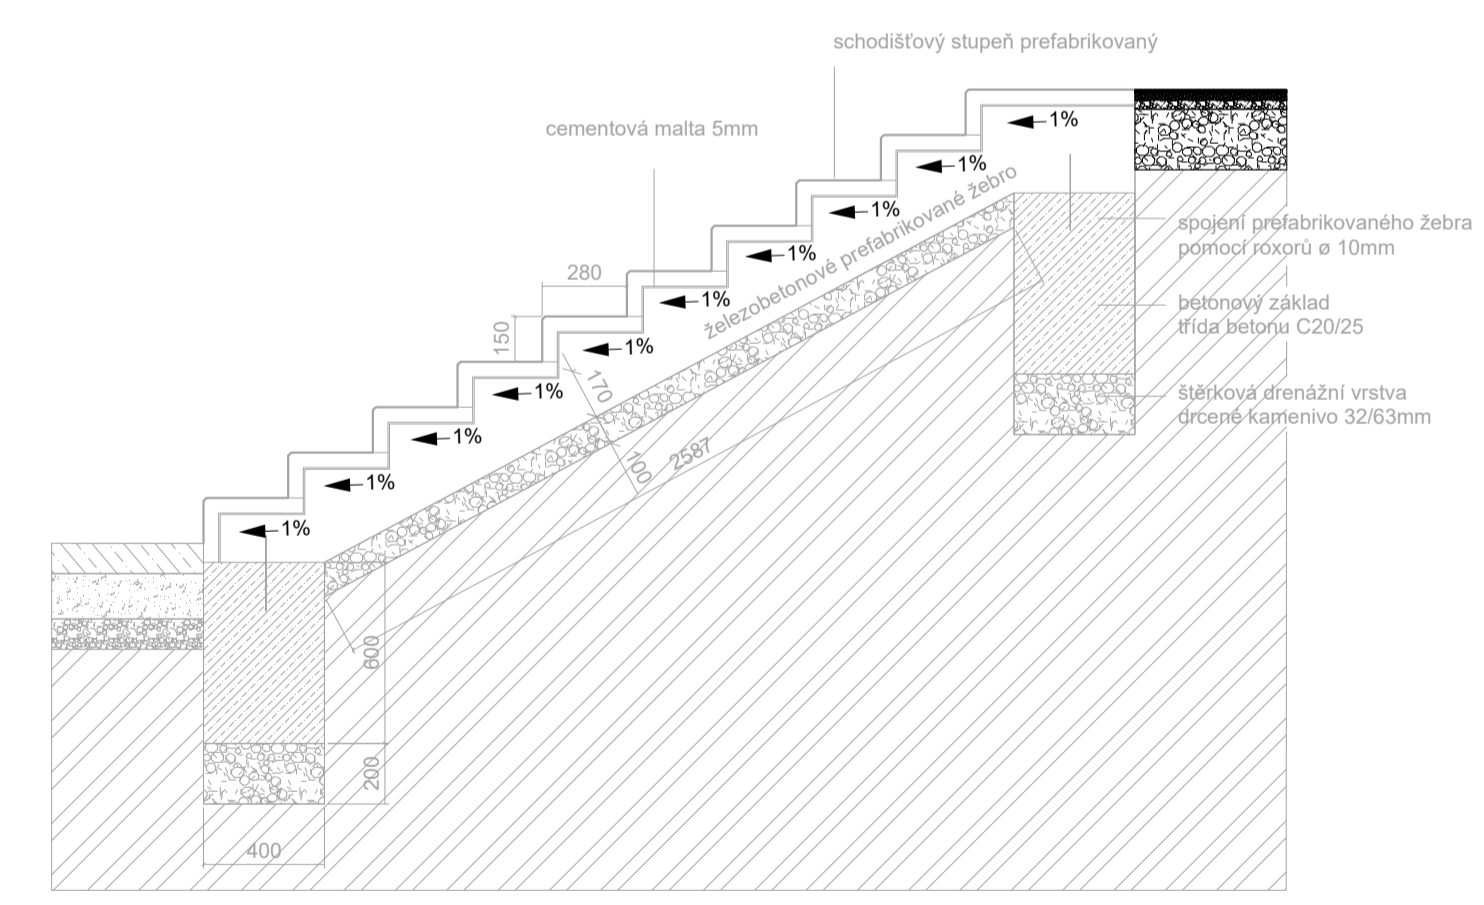 schodišťový stupeň prefabrikovaný
cementová malta 5mm
1%
1%
1%
1%
1%
1%
1%
1%
1%
1%
železobetonové prefabrikované žebro
spojení prefabrikovaného žebra
pomocí roxorů ø 10mm
280
150
170
100
2587
betonový základ
třída betonu C20/25
štěrková drenážní vrstva
drcené kamenivo 32/63mm
600
200
400